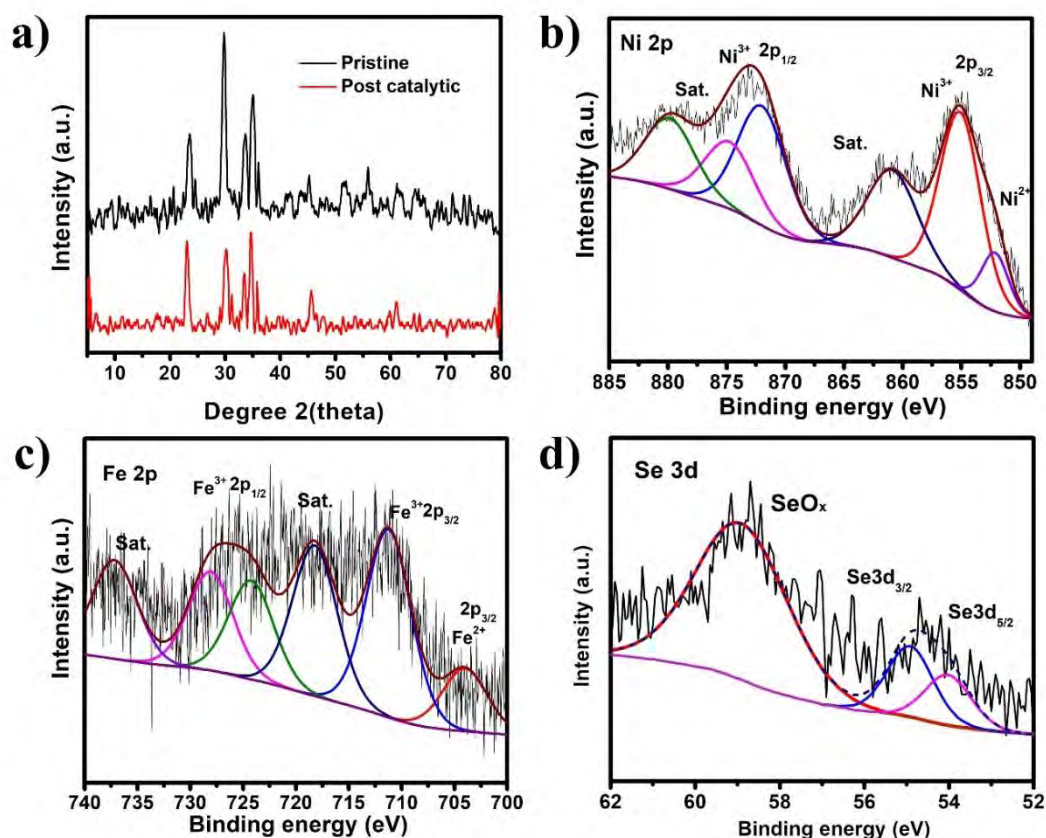 a)
Pristine
Post catalytic
Intensity (a.u.)
10 20 30 40 50 60 70 80
Degree 2(theta)
b)
Ni 2p
Sat.
Ni³⁺ 2p₁/₂
Sat.
2p₃/₂
Ni³⁺
Ni²⁺
Intensity (a.u.)
885 880 875 870 865 860 855 850
Binding energy (eV)
c)
Fe 2p
Sat.
Fe³⁺ 2p₁/₂
Sat.
Fe³⁺2p₃/₂
2p₃/₂
Fe²⁺
Intensity (a.u.)
740 735 730 725 720 715 710 705 700
Binding energy (eV)
d)
Se 3d
SeOₓ
Se3d₃/₂
Se3d₅/₂
Intensity (a.u.)
62 60 58 56 54 52
Binding energy (eV)